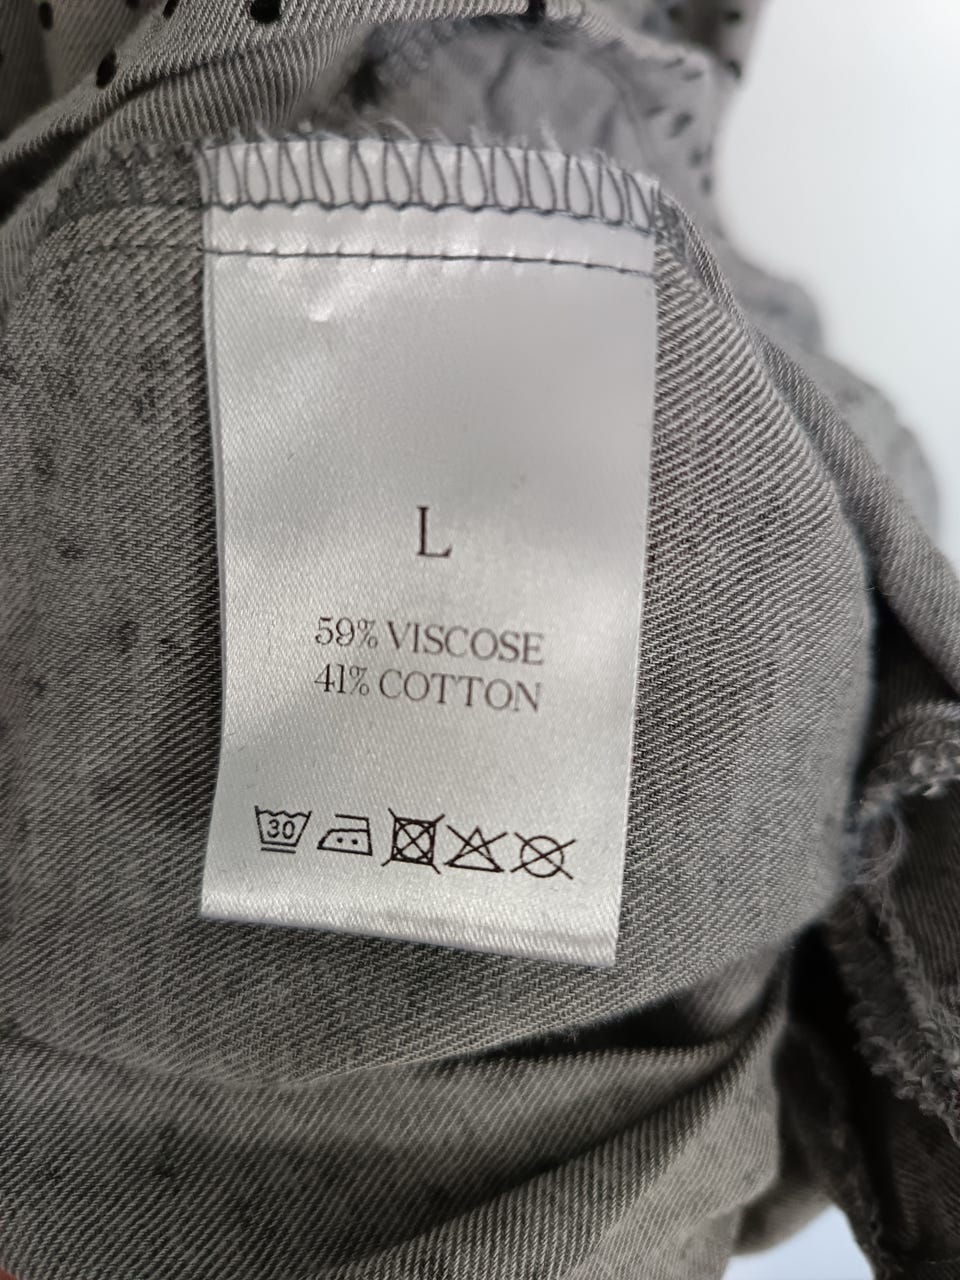 L
59% VISCOSE
41% COTTON
30